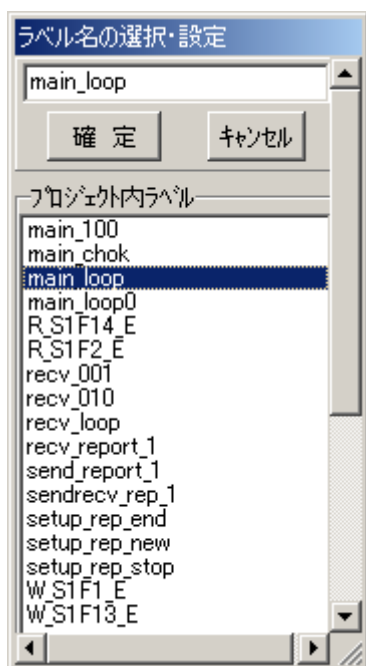 ラベル名の選択・設定
main_loop
確 定
ｷｬﾝｾﾙ
ﾌﾟﾛｼﾞｪｸﾄ内ﾗﾍﾞﾙ
main_100
main_chok
main_loop
main_loop0
R_S1F14_E
R_S1F2_E
recv_001
recv_010
recv_loop
recv_report_1
send_report_1
sendrecv_rep_1
setup_rep_end
setup_rep_new
setup_rep_stop
W_S1F1_E
W_S1F13_E